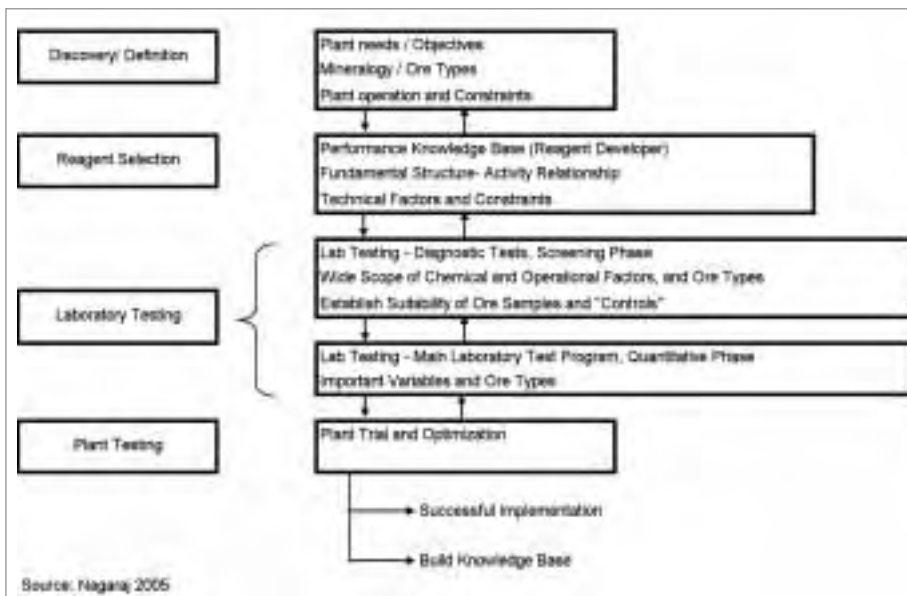 Discovery/ Definition
Plant needs / Objectives
Mineralogy / Ore Types
Plant operation and Constraints
Reagent Selection
Performance Knowledge Base (Reagent Developer)
Fundamental Structure- Activity Relationship
Technical Factors and Constraints
Laboratory Testing
Lab Testing - Diagnostic Tests, Screening Phase
Wide Scope of Chemical and Operational Factors, and Ore Types
Establish Suitability of Ore Samples and "Controls"
Lab Testing - Main Laboratory Test Program, Quantitative Phase
Important Variables and Ore Types
Plant Testing
Plant Trial and Optimization
Successful Implementation
Build Knowledge Base
Source: Nagaraj 2005